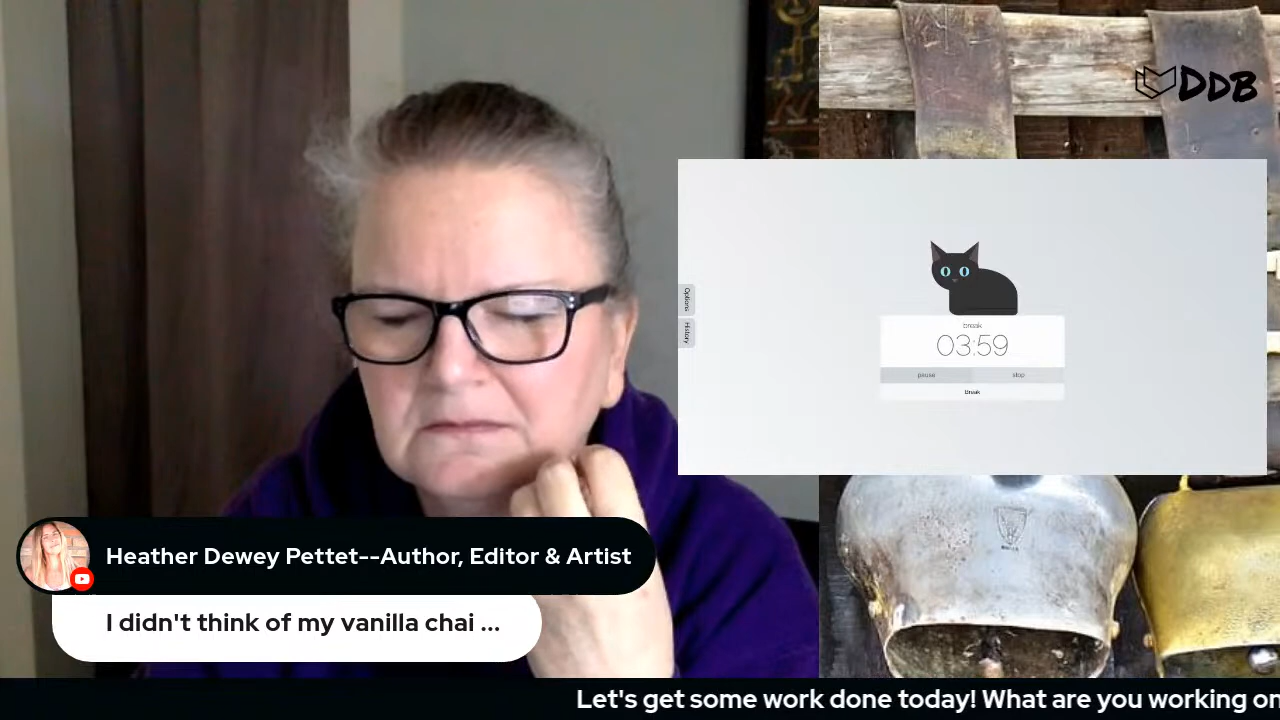 DDB
Options
History
break
03:59
pause
stop
Break
Heather Dewey Pettet--Author, Editor & Artist
I didn't think of my vanilla chai ...
Let's get some work done today! What are you working on